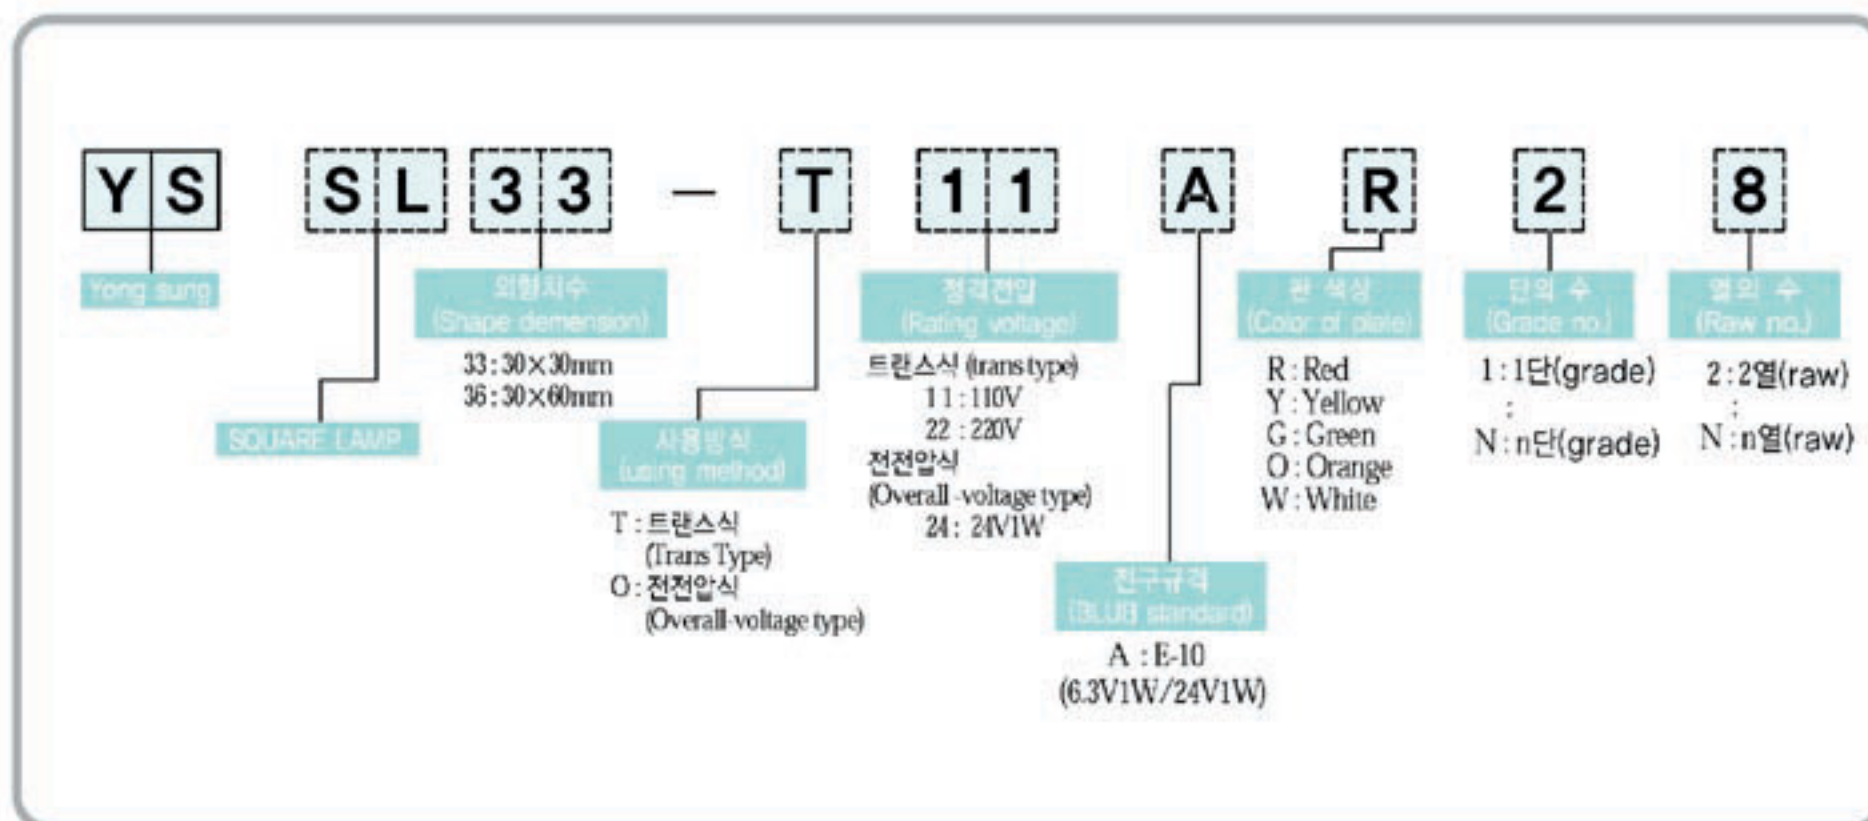 YS SL33 - T 11 A R 2 8
Yong sung
SQUARE LAMP
외형치수
(Shape demension)
33 : 30×30mm
36 : 30×60mm
사용방식
(using method)
T : 트랜스식
(Trans Type)
O : 전전압식
(Overall-voltage type)
정격전압
(Rating voltage)
트랜스식 (trans type)
11 : 110V
22 : 220V
전전압식
(Overall-voltage type)
24 : 24V1W
전구규격
(BLUB standard)
A : E-10
(6.3V1W/24V1W)
판 색상
(Color of plate)
R : Red
Y : Yellow
G : Green
O : Orange
W : White
단의 수
(Grade no.)
1 : 1단(grade)
:
N : n단(grade)
열의 수
(Raw no.)
2 : 2열(raw)
:
N : n열(raw)